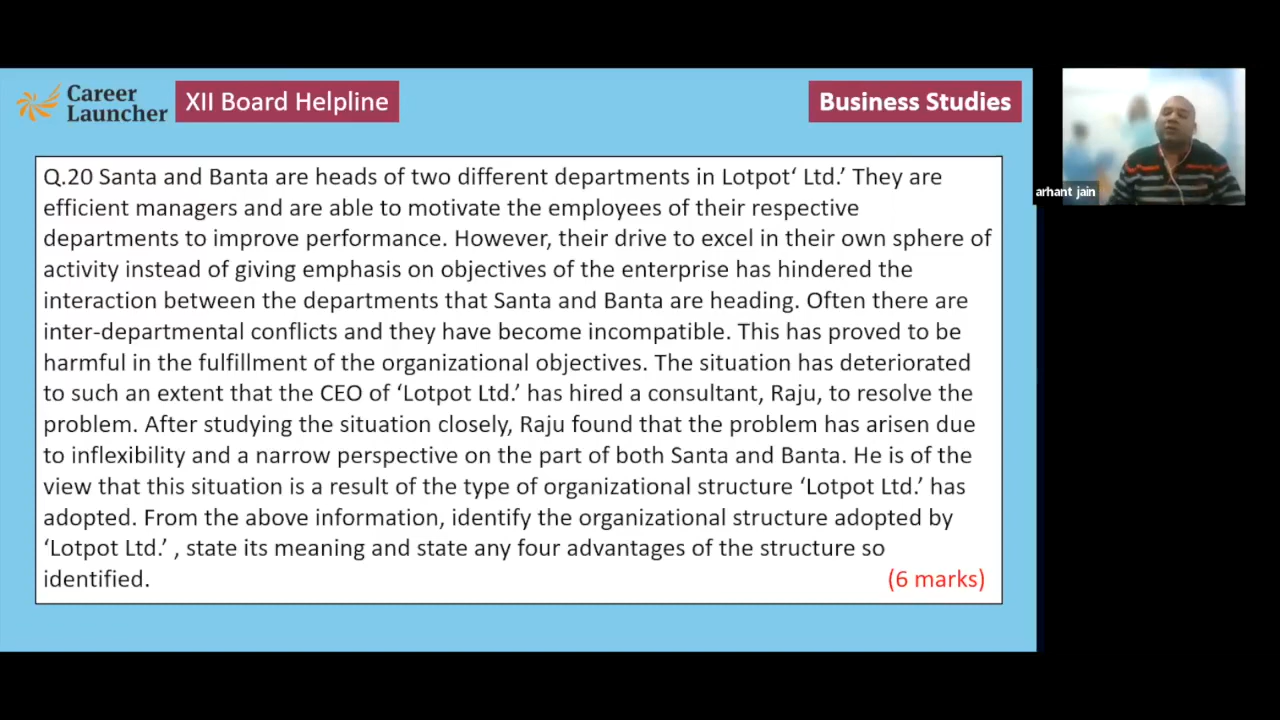 Career
Launcher
XII Board Helpline
Business Studies
Q.20 Santa and Banta are heads of two different departments in Lotpot‘ Ltd.’ They are
efficient managers and are able to motivate the employees of their respective
departments to improve performance. However, their drive to excel in their own sphere of
activity instead of giving emphasis on objectives of the enterprise has hindered the
interaction between the departments that Santa and Banta are heading. Often there are
inter-departmental conflicts and they have become incompatible. This has proved to be
harmful in the fulfillment of the organizational objectives. The situation has deteriorated
to such an extent that the CEO of ‘Lotpot Ltd.’ has hired a consultant, Raju, to resolve the
problem. After studying the situation closely, Raju found that the problem has arisen due
to inflexibility and a narrow perspective on the part of both Santa and Banta. He is of the
view that this situation is a result of the type of organizational structure ‘Lotpot Ltd.’ has
adopted. From the above information, identify the organizational structure adopted by
‘Lotpot Ltd.’ , state its meaning and state any four advantages of the structure so
identified.
(6 marks)
arhant jain